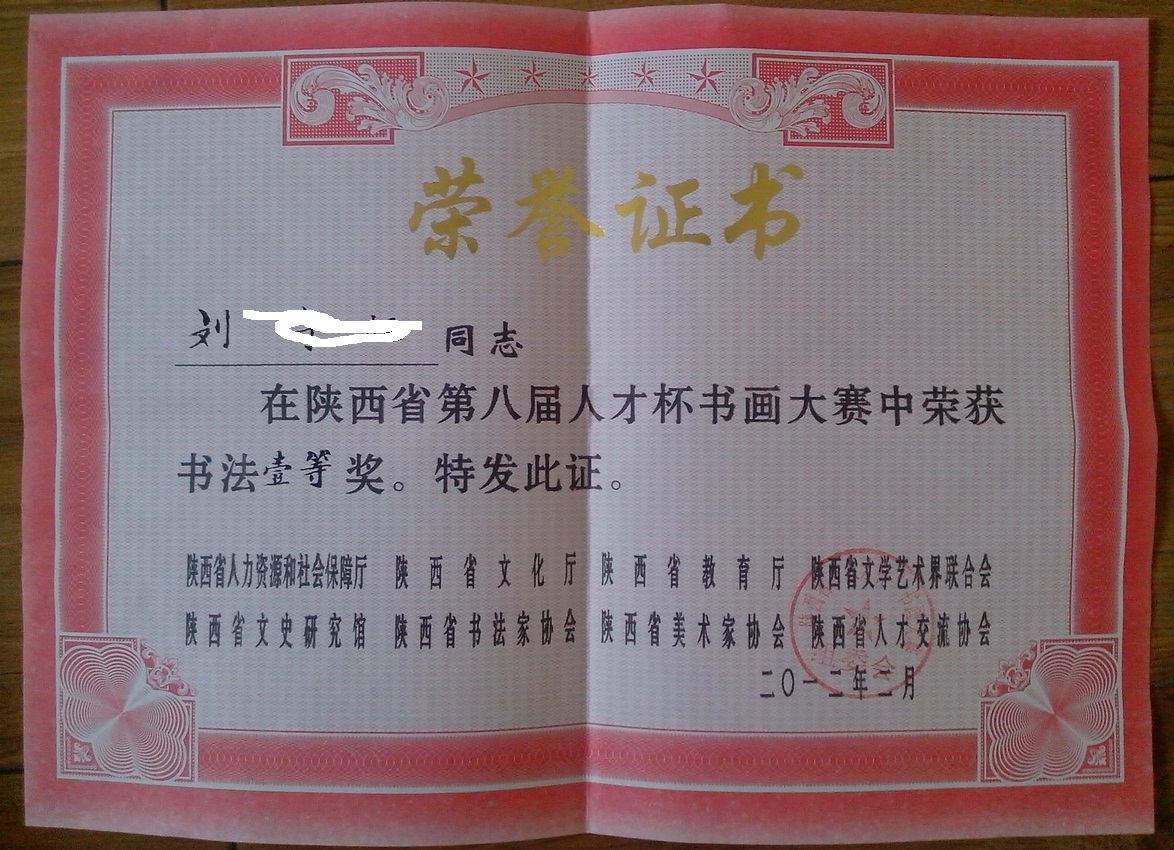 荣誉证书
刘 同志
在陕西省第八届人才杯书画大赛中荣获
书法壹等奖。特发此证。
陕西省人力资源和社会保障厅 陕西省文化厅 陕西省教育厅 陕西省文学艺术界联合会
陕西省文史研究馆 陕西省书法家协会 陕西省美术家协会 陕西省人才交流协会
组委会
二〇一二年二月